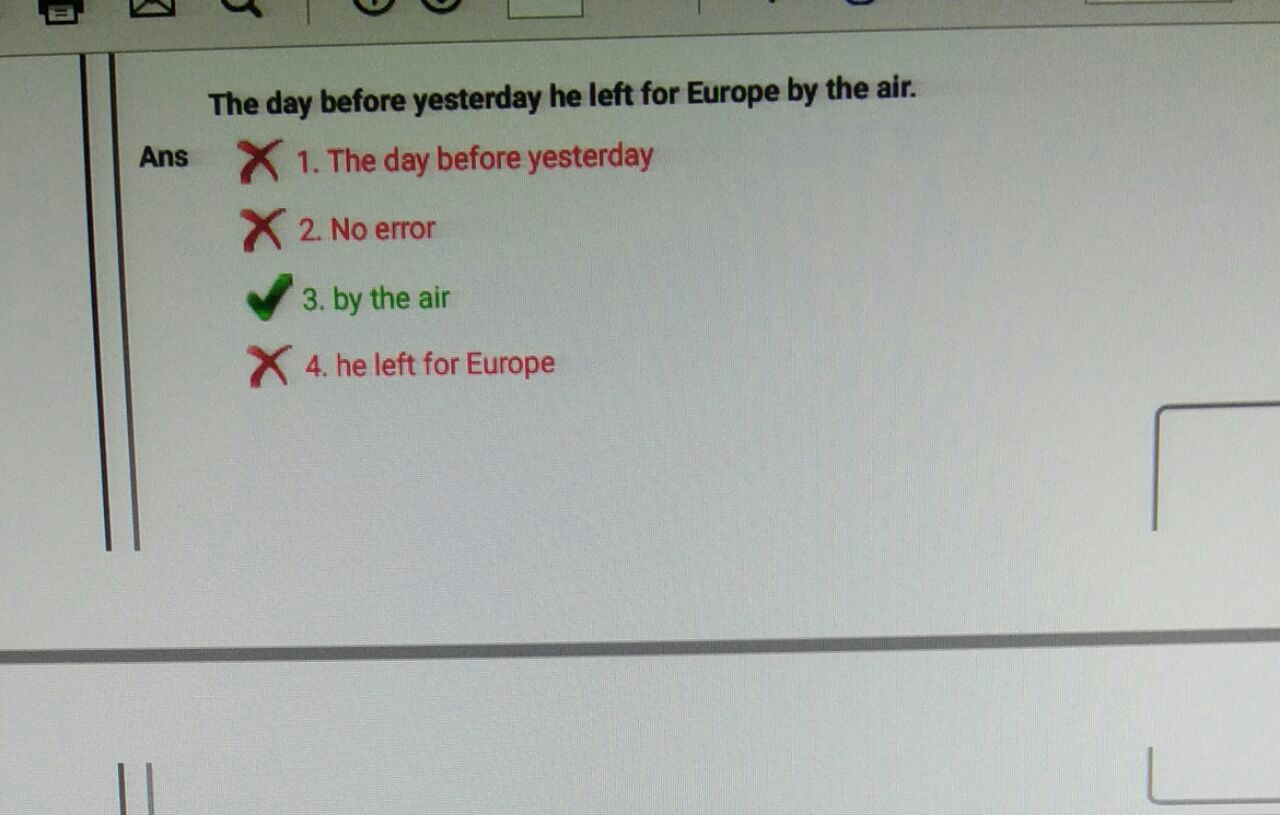 The day before yesterday he left for Europe by the air.
Ans
1. The day before yesterday
2. No error
3. by the air
4. he left for Europe